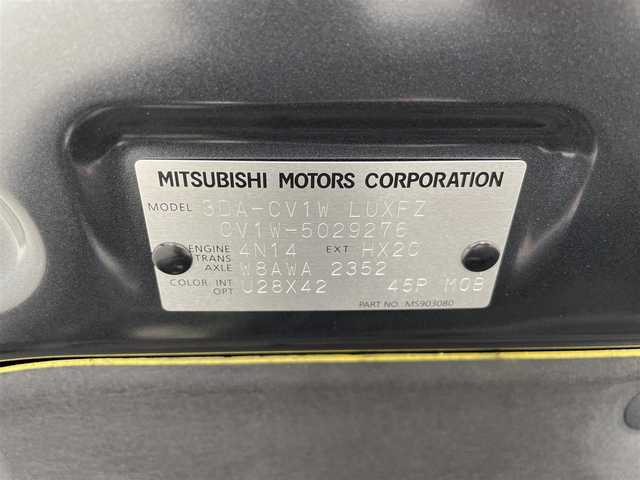 MITSUBISHI MOTORS CORPORATION
MODEL 3DA-CV1W LUXFZ
CV1W-5029276
ENGINE 4N14 EXT HX2C
TRANS AXLE W8AWA 2352
COLOR INT OPT U28X42 45P M0B
PART NO. MS903080